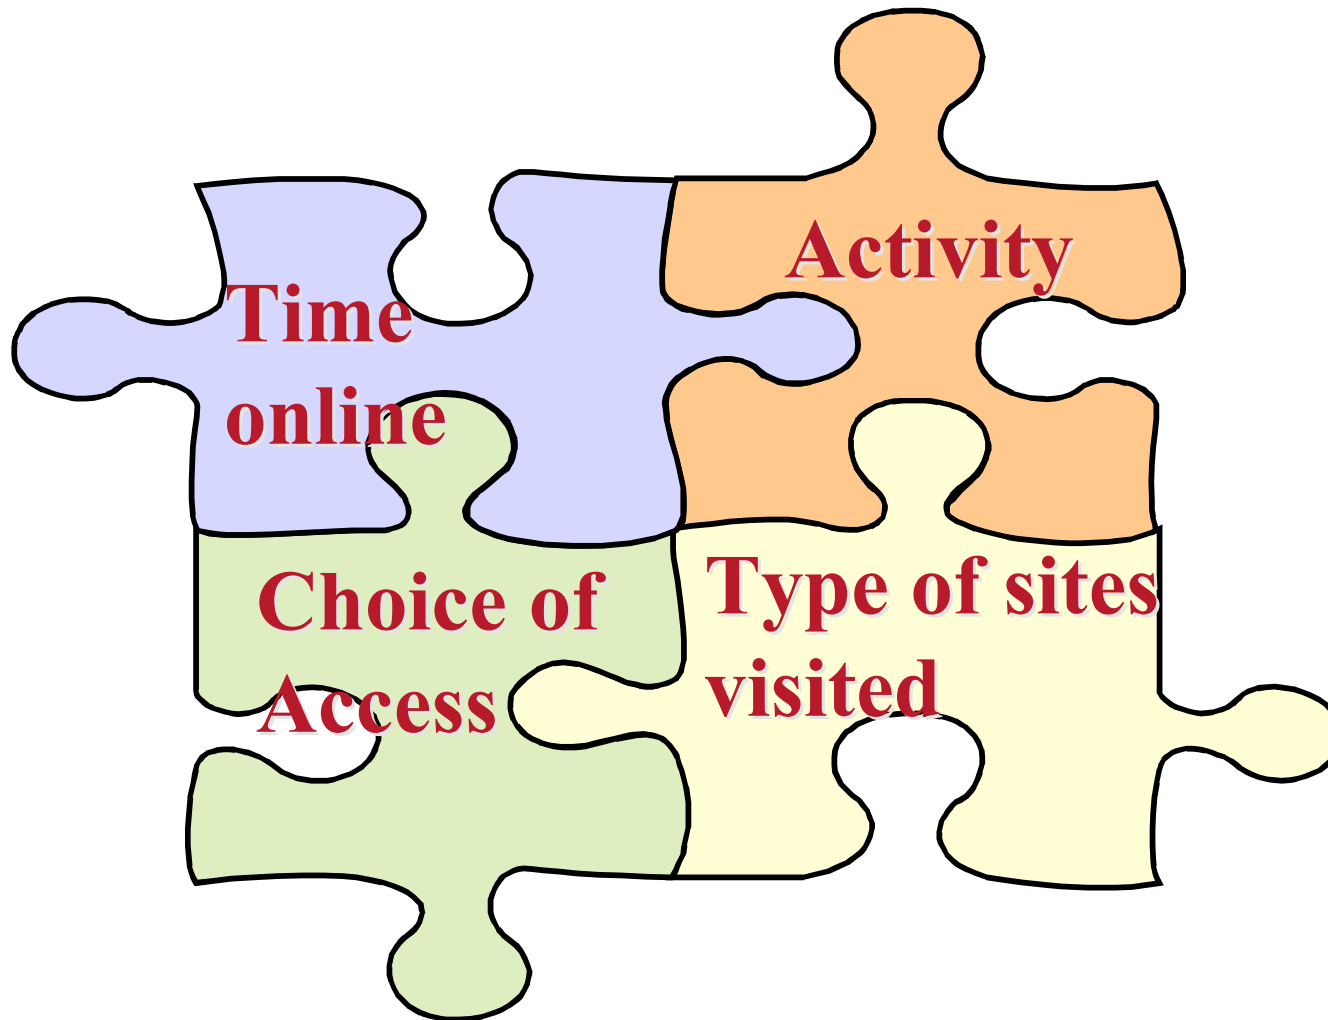 Time
online
Activity
Choice of
Access
Type of sites
visited